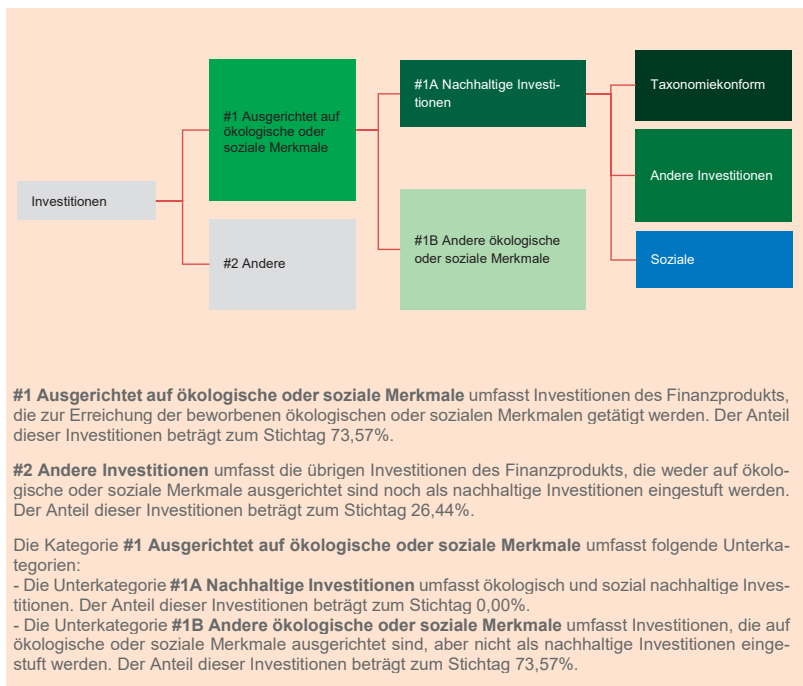 Investitionen
#1 Ausgerichtet auf
ökologische oder
soziale Merkmale
#2 Andere
#1A Nachhaltige Investi-
tionen
#1B Andere ökologische
oder soziale Merkmale
Taxonomiekonform
Andere Investitionen
Soziale
#1 Ausgerichtet auf ökologische oder soziale Merkmale umfasst Investitionen des Finanzprodukts,
die zur Erreichung der beworbenen ökologischen oder sozialen Merkmalen getätigt werden. Der Anteil
dieser Investitionen beträgt zum Stichtag 73,57%.
#2 Andere Investitionen umfasst die übrigen Investitionen des Finanzprodukts, die weder auf ökolo-
gische oder soziale Merkmale ausgerichtet sind noch als nachhaltige Investitionen eingestuft werden.
Der Anteil dieser Investitionen beträgt zum Stichtag 26,44%.
Die Kategorie #1 Ausgerichtet auf ökologische oder soziale Merkmale umfasst folgende Unterka-
tegorien:
- Die Unterkategorie #1A Nachhaltige Investitionen umfasst ökologisch und sozial nachhaltige Inves-
titionen. Der Anteil dieser Investitionen beträgt zum Stichtag 0,00%.
- Die Unterkategorie #1B Andere ökologische oder soziale Merkmale umfasst Investitionen, die auf
ökologische oder soziale Merkmale ausgerichtet sind, aber nicht als nachhaltige Investitionen einge-
stuft werden. Der Anteil dieser Investitionen beträgt zum Stichtag 73,57%.